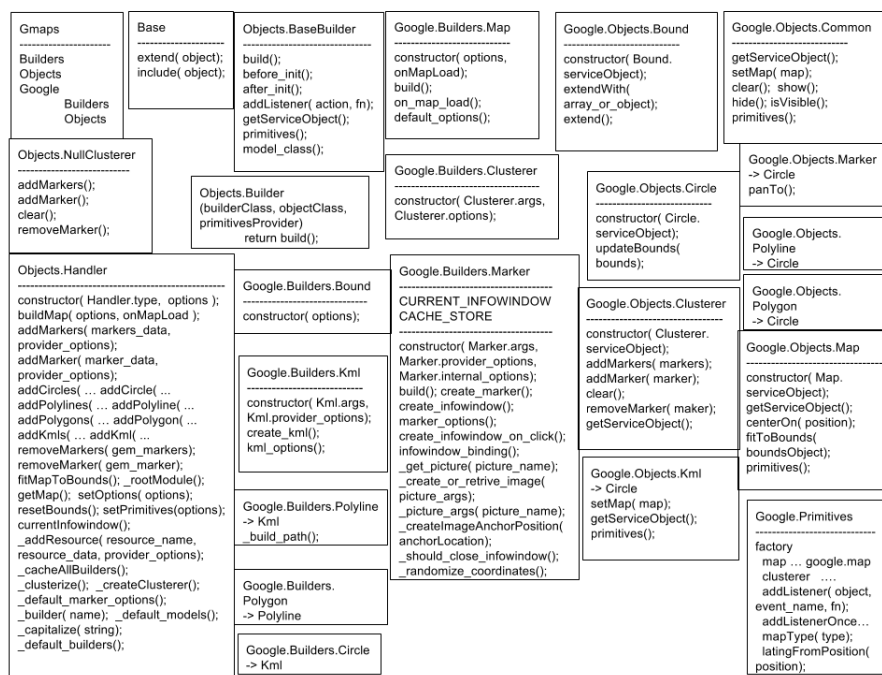 Gmaps
--------------------
Builders
Objects
Google
Builders
Objects
Base
--------------------
extend( object);
include( object);
Objects.BaseBuilder
-----------------------------
build();
before_init();
after_init();
addListener( action, fn);
getServiceObject();
primitives();
model_class();
Google.Builders.Map
---------------------------
constructor( options,
onMapLoad);
build();
on_map_load();
default_options();
Google.Objects.Bound
---------------------------
constructor( Bound.
serviceObject);
extendWith(
array_or_object);
extend();
Google.Objects.Common
---------------------------
getServiceObject();
setMap( map);
clear();  show();
hide(); isVisible();
primitives();
Objects.NullClusterer
--------------------------
addMarkers();
addMarker();
clear();
removeMarker();
Objects.Builder
(builderClass, objectClass,
primitivesProvider)
return build();
Google.Builders.Clusterer
---------------------------------
constructor( Clusterer.args,
Clusterer.options);
Google.Objects.Circle
---------------------------
constructor( Circle.
serviceObject);
updateBounds(
bounds);
Google.Objects.Marker
-> Circle
panTo();
Google.Objects.
Polyline
-> Circle
Google.Objects.
Polygon
-> Circle
Objects.Handler
------------------------------------------------
constructor( Handler.type,  options );
buildMap( options, onMapLoad );
addMarkers( markers_data,
provider_options);
addMarker( marker_data,
provider_options);
addCircles( … addCircle( ...
addPolylines( … addPolyline( ...
addPolygons( … addPolygon( ...
addKmls( … addKml( ...
removeMarkers( gem_markers);
removeMarker( gem_marker);
fitMapToBounds(); _rootModule();
getMap();  setOptions( options);
resetBounds(); setPrimitives(options);
currentInfowindow();
_addResource( resource_name,
resource_data, provider_options);
_cacheAllBuilders();
_clusterize();  _createClusterer();
_default_marker_options();
_builder( name);  _default_models();
_capitalize( string);
_default_builders();
Google.Builders.Bound
-----------------------------
constructor( options);
Google.Builders.Kml
---------------------------
constructor( Kml.args,
Kml.provider_options);
create_kml();
kml_options();
Google.Builders.Polyline
-> Kml
_build_path();
Google.Builders.
Polygon
-> Polyline
Google.Builders.Circle
-> Kml
Google.Builders.Marker
-----------------------------------
CURRENT_INFOWINDOW
CACHE_STORE
-----------------------------------
constructor( Marker.args,
Marker.provider_options,
Marker.internal_options);
build();  create_marker();
create_infowindow();
marker_options();
create_infowindow_on_click();
infowindow_binding();
_get_picture( picture_name);
_create_or_retrive_image(
picture_args);
_picture_args( picture_name);
_createImageAnchorPosition(
anchorLocation);
_should_close_infowindow();
_randomize_coordinates();
Google.Objects.Clusterer
--------------------------------
constructor( Clusterer.
serviceObject);
addMarkers( markers);
addMarker( marker);
clear();
removeMarker( maker);
getServiceObject();
Google.Objects.Kml
-> Circle
setMap( map);
getServiceObject();
primitives();
Google.Objects.Map
--------------------------------
constructor( Map.
serviceObject);
getServiceObject();
centerOn( position);
fitToBounds(
boundsObject);
primitives();
Google.Primitives
---------------------------
factory
map … google.map
clusterer   ….
addListener( object,
event_name, fn);
addListenerOnce…
mapType( type);
latingFromPosition(
position);